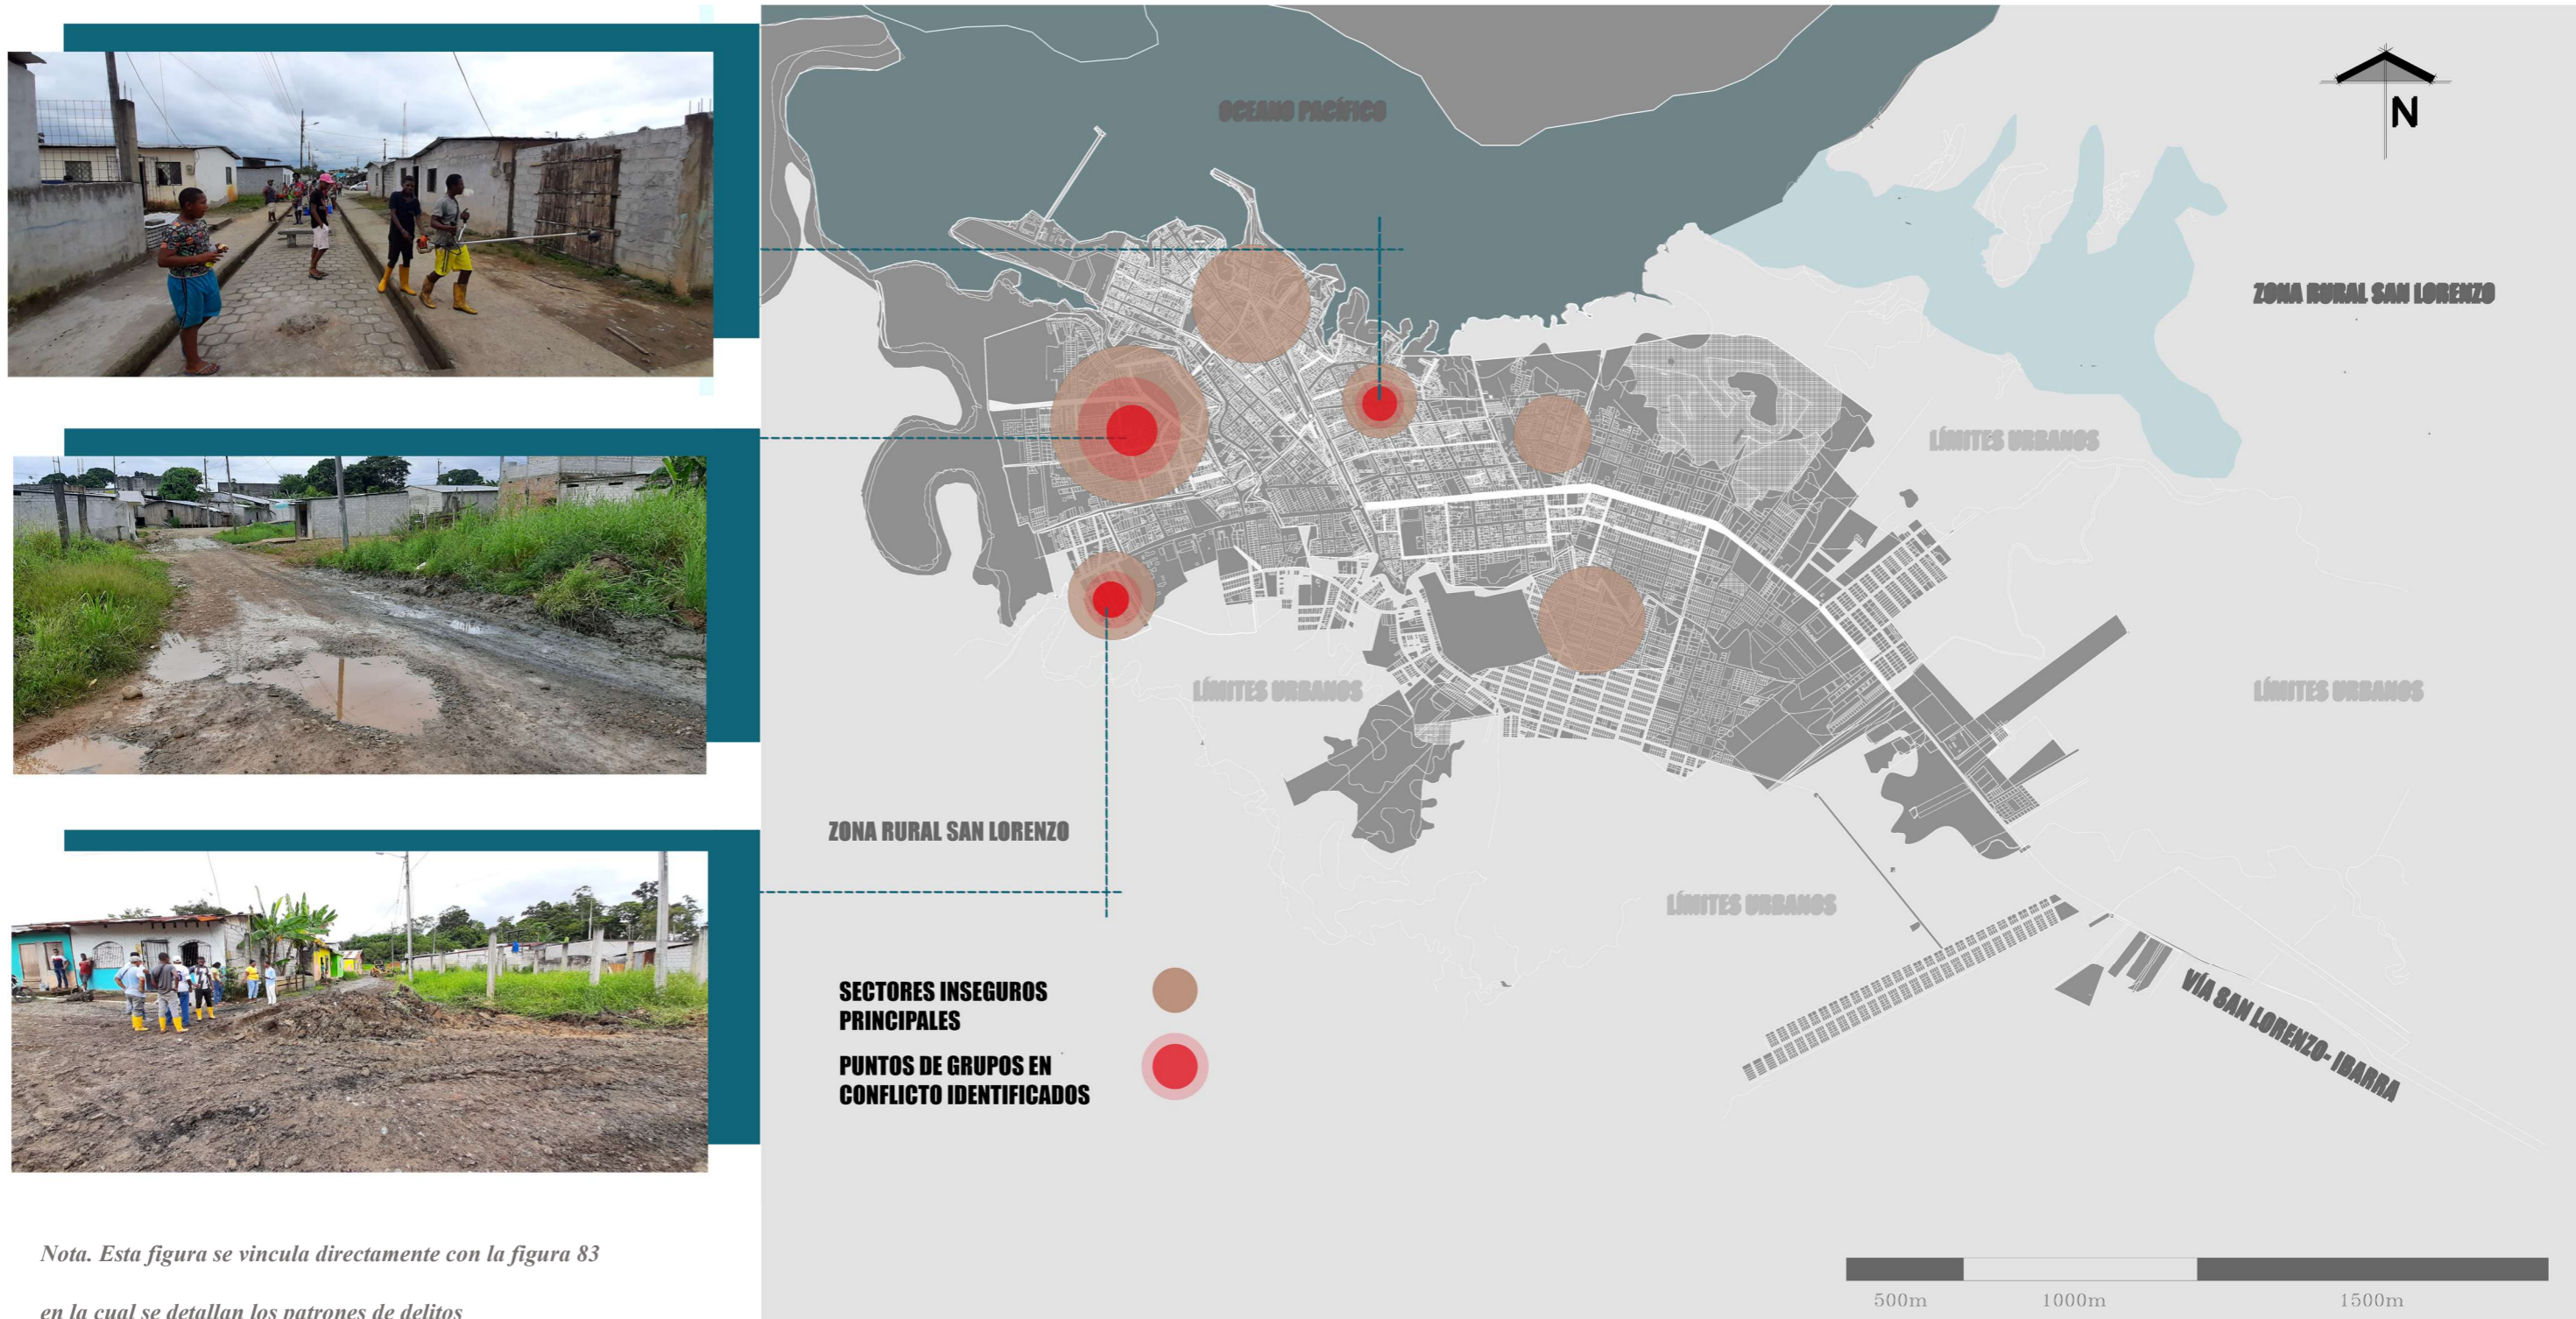 OCEANO PACÍFICO
N
ZONA RURAL SAN LORENZO
LÍMITES URBANOS
LÍMITES URBANOS
LÍMITES URBANOS
ZONA RURAL SAN LORENZO
LÍMITES URBANOS
SECTORES INSEGUROS
PRINCIPALES
PUNTOS DE GRUPOS EN
CONFLICTO IDENTIFICADOS
VÍA SAN LORENZO- IBARRA
Nota. Esta figura se vincula directamente con la figura 83
en la cual se detallan los patrones de delitos
500m
1000m
1500m